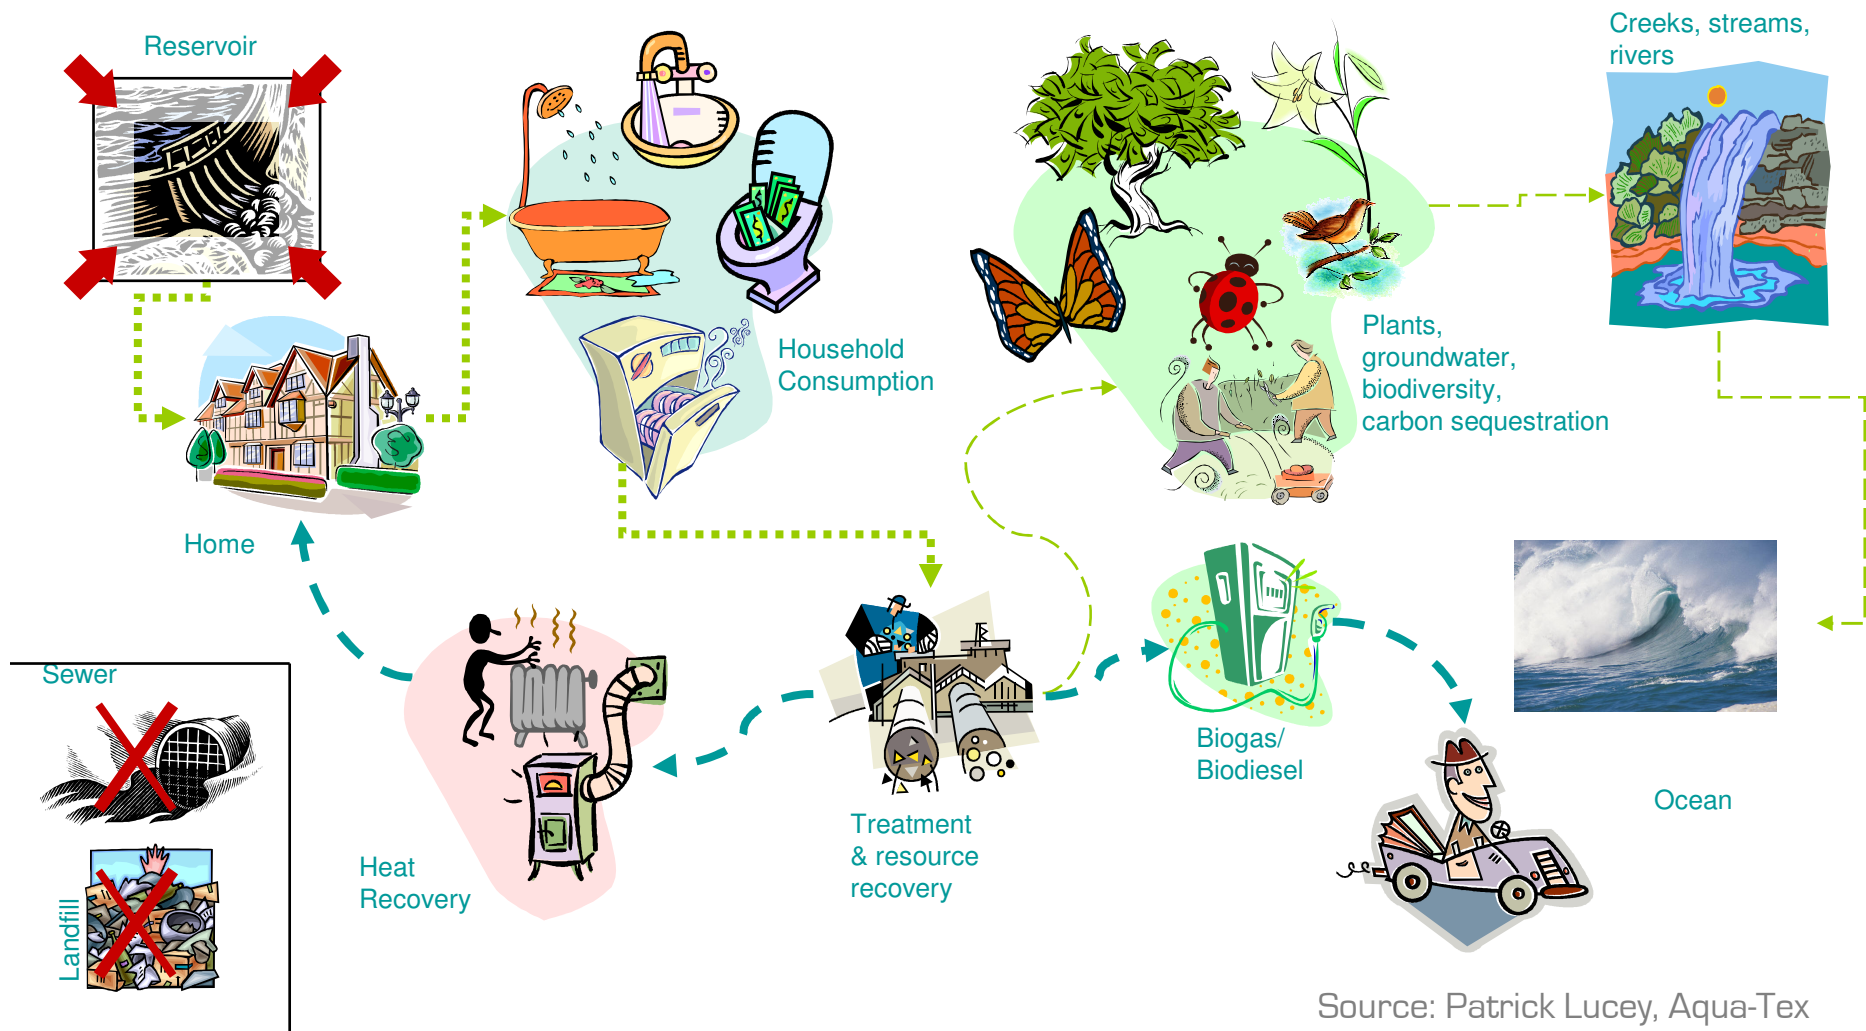 Reservoir
Creeks, streams,
rivers
Household
Consumption
Plants,
groundwater,
biodiversity,
carbon sequestration
Home
Sewer
Landfill
Heat
Recovery
Treatment
& resource
recovery
Biogas/
Biodiesel
Ocean
Source: Patrick Lucey, Aqua-Tex